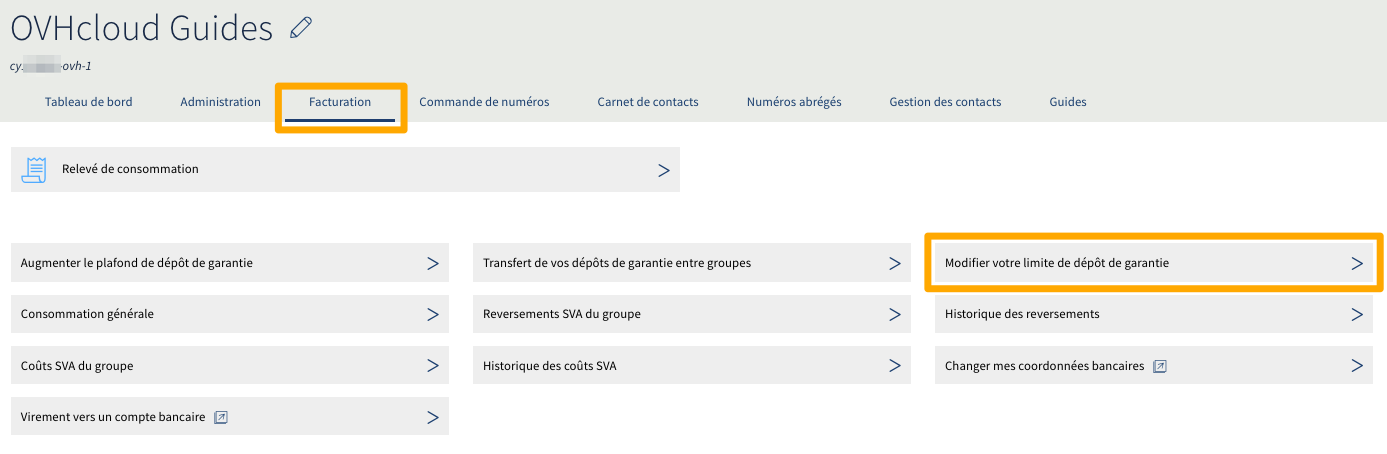 OVHcloud Guides
cy. -ovh-1
Tableau de bord Administration Facturation Commande de numéros Carnet de contacts Numéros abrégés Gestion des contacts Guides
Relevé de consommation
Augmenter le plafond de dépôt de garantie Transfert de vos dépôts de garantie entre groupes Modifier votre limite de dépôt de garantie
Consommation générale Reversements SVA du groupe Historique des reversements
Coûts SVA du groupe Historique des coûts SVA Changer mes coordonnées bancaires
Virement vers un compte bancaire